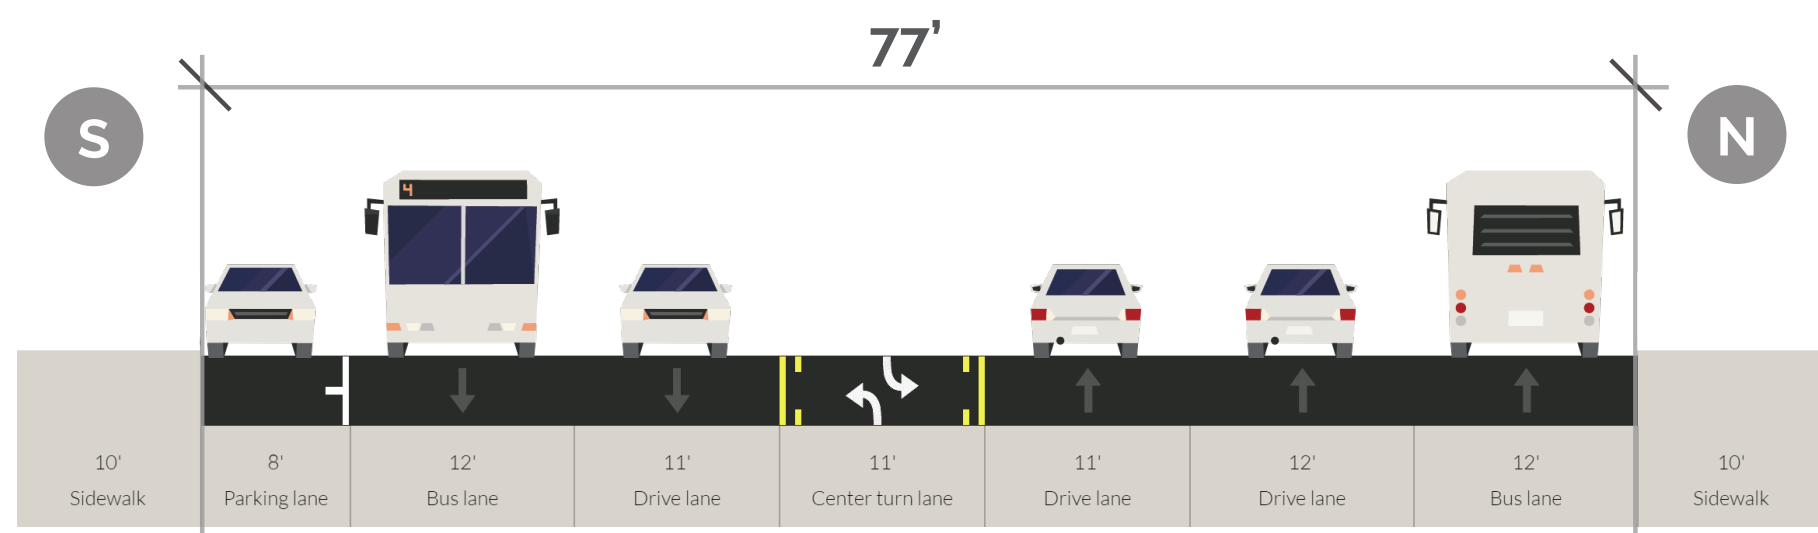 77’
S
N
4
10' 8' 12' 11' 11' 11' 12' 12' 10'
Sidewalk Parking lane Bus lane Drive lane Center turn lane Drive lane Drive lane Bus lane Sidewalk